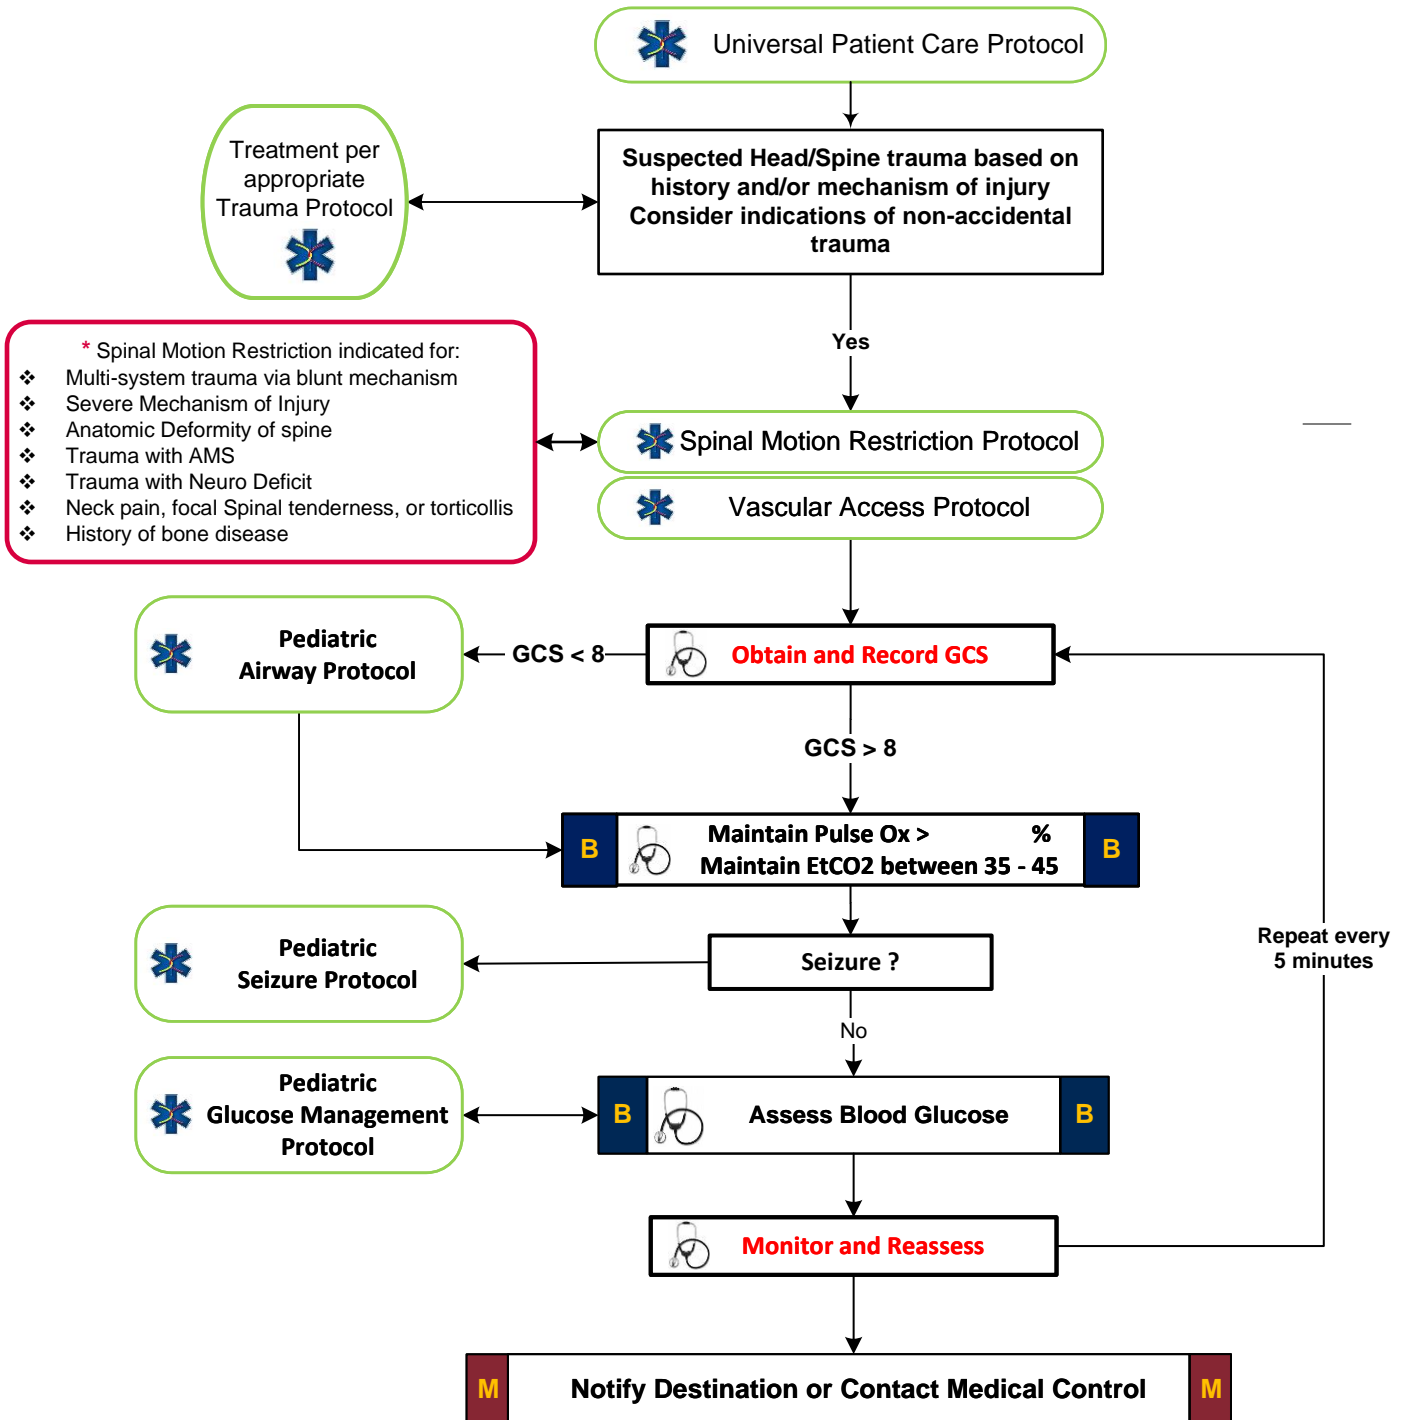 Universal Patient Care Protocol
Treatment per
appropriate
Trauma Protocol
Suspected Head/Spine trauma based on
history and/or mechanism of injury
Consider indications of non-accidental
trauma
Yes
* Spinal Motion Restriction indicated for:
❖ Multi-system trauma via blunt mechanism
❖ Severe Mechanism of Injury
❖ Anatomic Deformity of spine
❖ Trauma with AMS
❖ Trauma with Neuro Deficit
❖ Neck pain, focal Spinal tenderness, or torticollis
❖ History of bone disease
Spinal Motion Restriction Protocol
Vascular Access Protocol
Pediatric
Airway Protocol
GCS < 8
Obtain and Record GCS
GCS > 8
B
Maintain Pulse Ox > %
Maintain EtCO2 between 35 - 45
B
Pediatric
Seizure Protocol
Seizure ?
Repeat every
5 minutes
No
Pediatric
Glucose Management
Protocol
B
Assess Blood Glucose
B
Monitor and Reassess
M
Notify Destination or Contact Medical Control
M